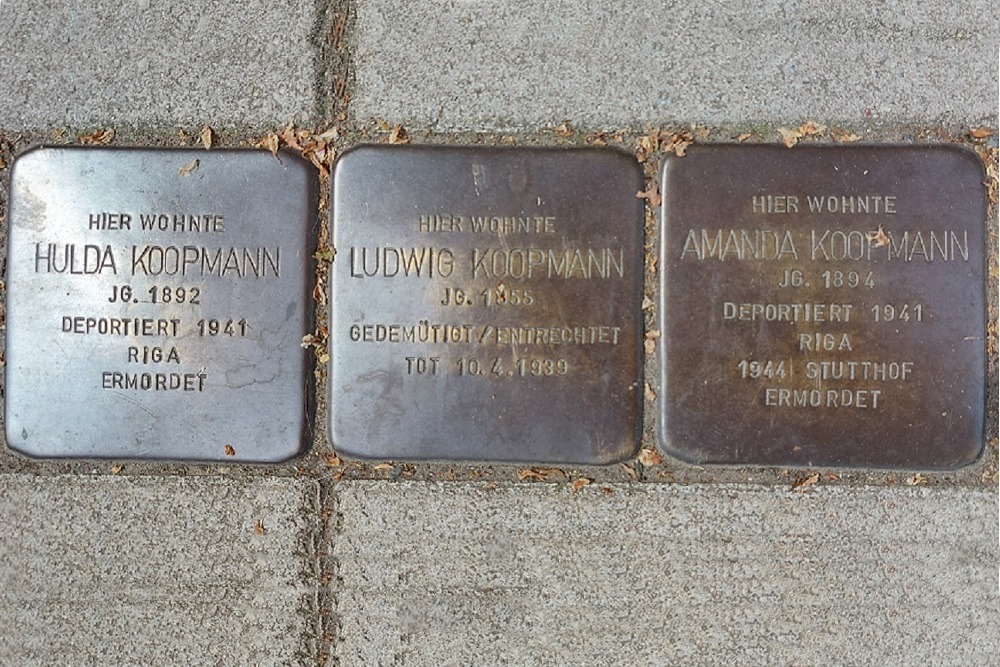 HIER WOHNTE
HULDA KOOPMANN
JG. 1892
DEPORTIERT 1941
RIGA
ERMORDET
HIER WOHNTE
LUDWIG KOOPMANN
JG. 1855
GEDEMÜTIGT/ENTRECHTET
TOT 10.4.1939
HIER WOHNTE
AMANDA KOOPMANN
JG. 1894
DEPORTIERT 1941
RIGA
1944 STUTTHOF
ERMORDET